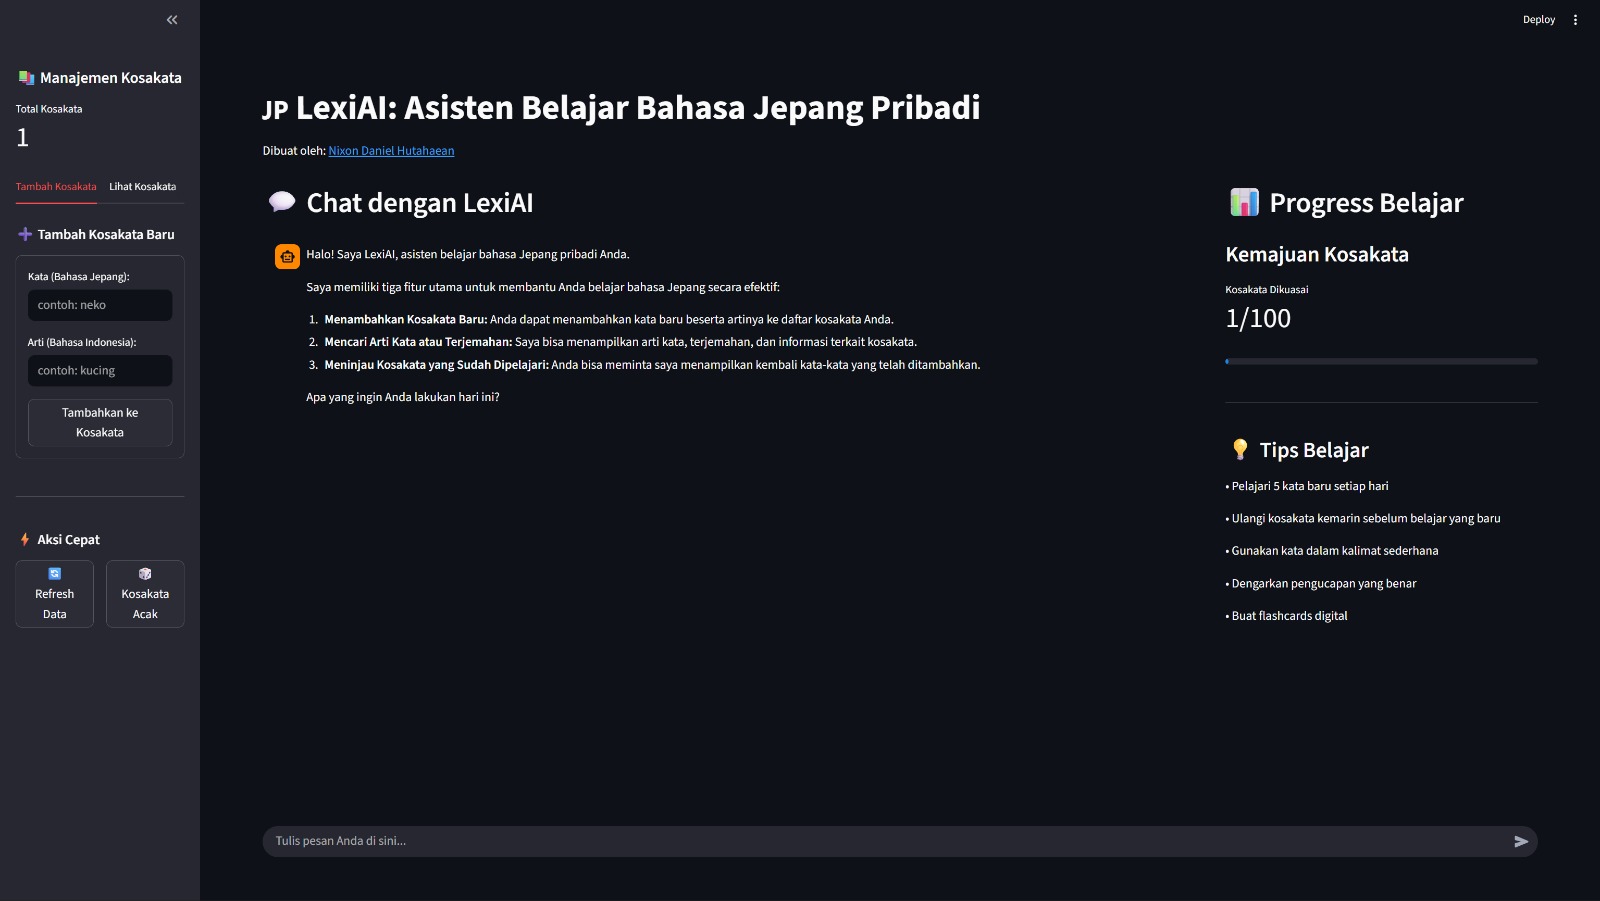 Deploy
Manajemen Kosakata
Total Kosakata
1
Tambah Kosakata Lihat Kosakata
Tambah Kosakata Baru
Kata (Bahasa Jepang):
contoh: neko
Arti (Bahasa Indonesia):
contoh: kucing
Tambahkan ke
Kosakata
Aksi Cepat
Refresh
Data
Kosakata
Acak
JP LexiAI: Asisten Belajar Bahasa Jepang Pribadi
Dibuat oleh: Nixon Daniel Hutahaean
Chat dengan LexiAI
Halo! Saya LexiAI, asisten belajar bahasa Jepang pribadi Anda.
Saya memiliki tiga fitur utama untuk membantu Anda belajar bahasa Jepang secara efektif:
1. Menambahkan Kosakata Baru: Anda dapat menambahkan kata baru beserta artinya ke daftar kosakata Anda.
2. Mencari Arti Kata atau Terjemahan: Saya bisa menampilkan arti kata, terjemahan, dan informasi terkait kosakata.
3. Meninjau Kosakata yang Sudah Dipelajari: Anda bisa meminta saya menampilkan kembali kata-kata yang telah ditambahkan.
Apa yang ingin Anda lakukan hari ini?
Progress Belajar
Kemajuan Kosakata
Kosakata Dikuasai
1/100
Tips Belajar
• Pelajari 5 kata baru setiap hari
• Ulangi kosakata kemarin sebelum belajar yang baru
• Gunakan kata dalam kalimat sederhana
• Dengarkan pengucapan yang benar
• Buat flashcards digital
Tulis pesan Anda di sini...